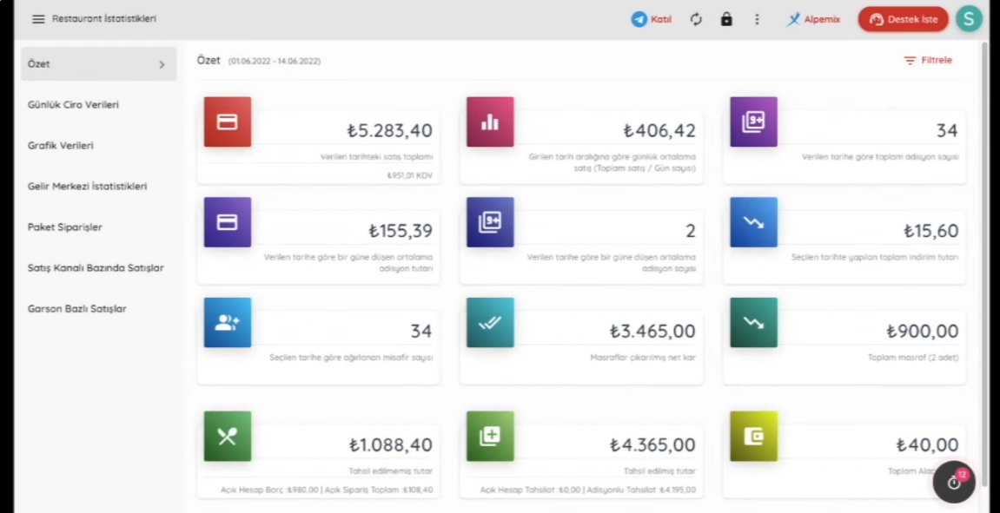 Restaurant İstatistikleri
Katıl
Alpemix
Destek İste
S
Özet
Günlük Ciro Verileri
Grafik Verileri
Gelir Merkezi İstatistikleri
Paket Siparişler
Satış Kanalı Bazında Satışlar
Garson Bazlı Satışlar
Özet (01.06.2022 - 14.06.2022)
Filtrele
₺5.283,40
Verilen tarihteki satış toplamı
₺951,01 KDV
₺406,42
Girilen tarih aralığına göre günlük ortalama
satış (Toplam satış / Gün sayısı)
9+
34
Verilen tarihe göre toplam adisyon sayısı
₺155,39
Verilen tarihe göre bir güne düşen ortalama
adisyon tutarı
9+
2
Verilen tarihe göre bir güne düşen ortalama
adisyon sayısı
₺15,60
Seçilen tarihte yapılan toplam indirim tutarı
34
Seçilen tarihe göre ağırlanan misafir sayısı
₺3.465,00
Masraflar çıkarılmış net kar
₺900,00
Toplam masraf (2 adet)
₺1.088,40
Tahsil edilmemiş tutar
Açık Hesap Borç :₺980,00 | Açık Sipariş Toplam :₺108,40
₺4.365,00
Tahsil edilmiş tutar
Açık Hesap Tahsilat :₺0,00 | Adisyonlu Tahsilat :₺4.195,00
₺40,00
Toplam
12